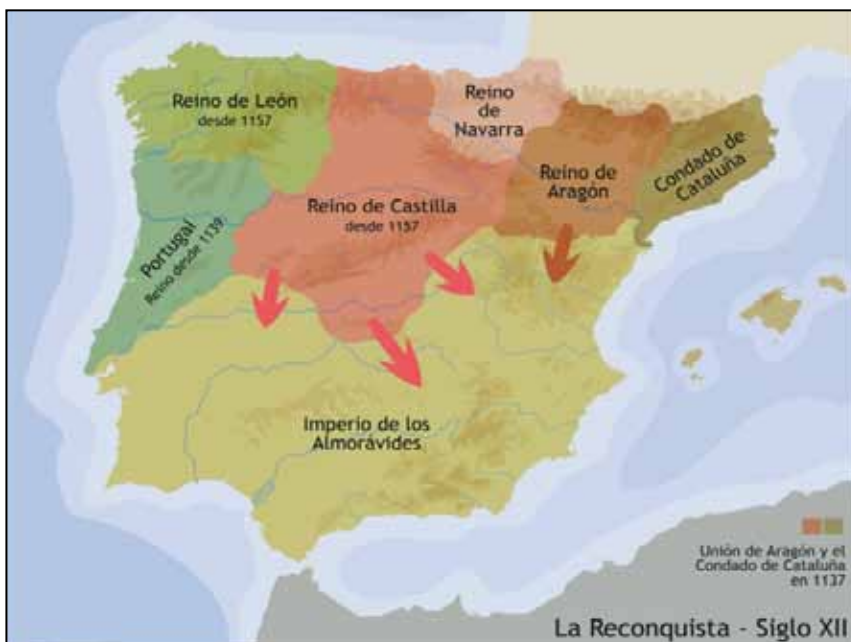 Reino de León
desde 1157
Reino
de
Navarra
Reino de
Aragón
Condado de
Cataluña
Reino de Castilla
desde 1157
Portugal
Reino desde 1139
Imperio de los
Almorávides
Unión de Aragón y el
Condado de Cataluña
en 1137
La Reconquista - Siglo XII